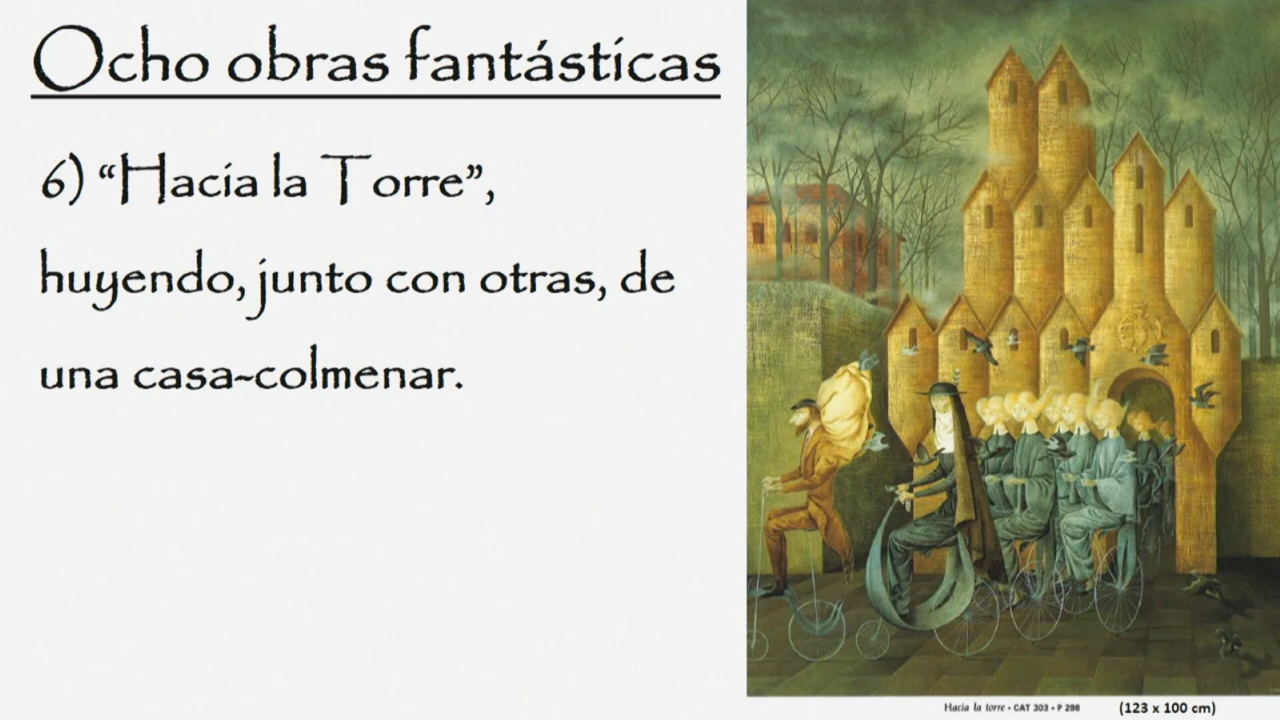 Ocho obras fantásticas
6) “Hacia la Torre”,
huyendo, junto con otras, de
una casa-colmenar.
Hacia la torre • CAT 303 • P 298 (123 x 100 cm)